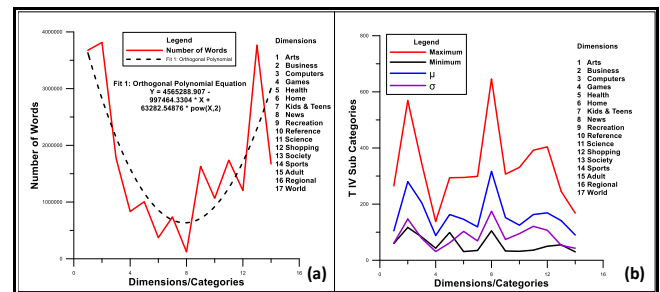 Legend
Number of Words
Fit 1: Orthogonal Polynomial
Fit 1: Orthogonal Polynomial Equation
Y = 4565288.907 -
997464.3304 * X +
63282.54876 * pow(X,2)
Dimensions
1 Arts
2 Business
3 Computers
4 Games
5 Health
6 Home
7 Kids & Teens
8 News
9 Recreation
10 Reference
11 Science
12 Shopping
13 Society
14 Sports
15 Adult
16 Regional
17 World
Number of Words
4000000
3000000
2000000
1000000
0
0 4 8 12 16
Dimensions/Categories
(a)
Legend
Maximum
Minimum
μ
σ
Dimensions
1 Arts
2 Business
3 Computers
4 Games
5 Health
6 Home
7 Kids & Teens
8 News
9 Recreation
10 Reference
11 Science
12 Shopping
13 Society
14 Sports
15 Adult
16 Regional
17 World
T IV Sub Categories
800
600
400
200
0
0 4 8 12 16
Dimensions/Categories
(b)